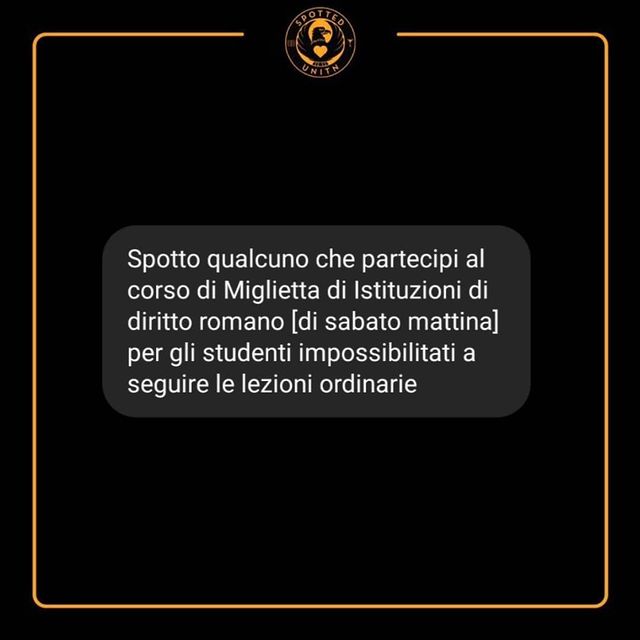 SPOTTED
UNITN
Spotto qualcuno che partecipi al
corso di Miglietta di Istituzioni di
diritto romano [di sabato mattina]
per gli studenti impossibilitati a
seguire le lezioni ordinarie